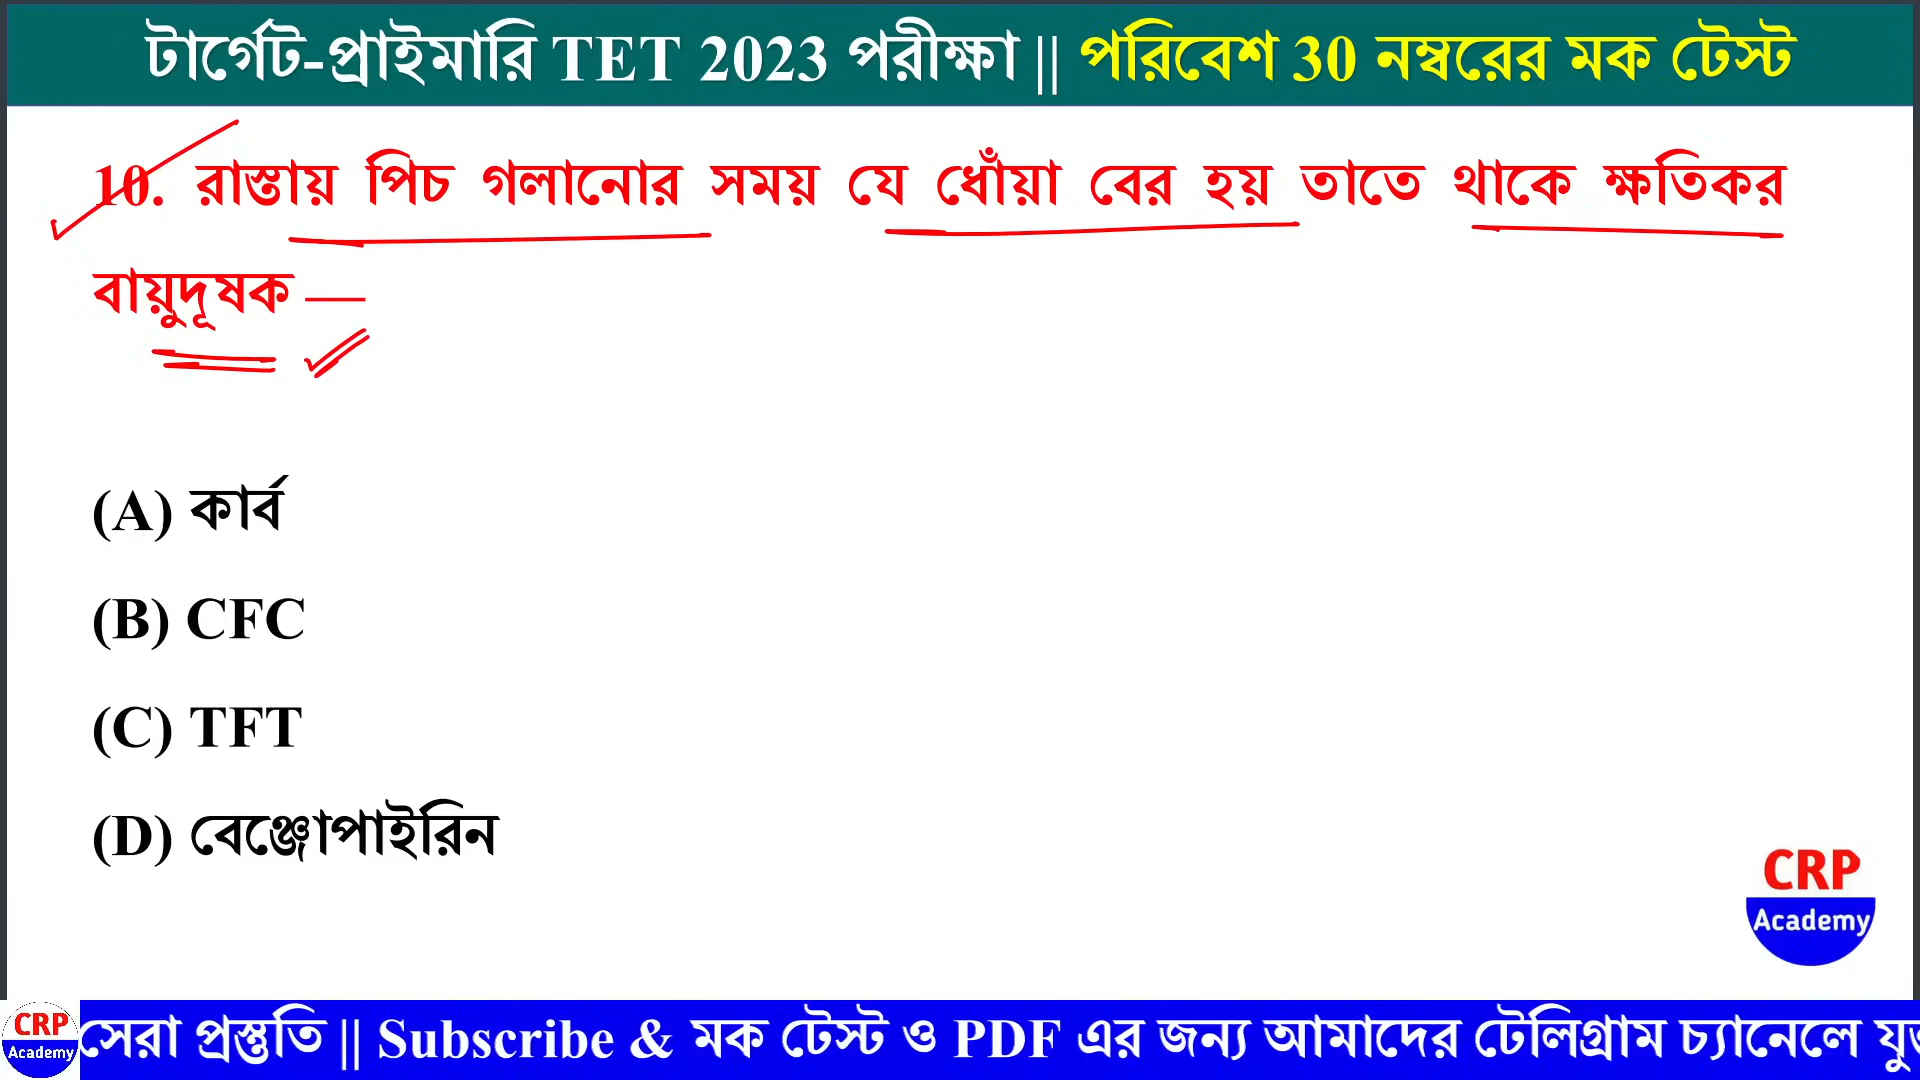 টার্গেট-প্রাইমারি TET 2023 পরীক্ষা || পরিবেশ 30 নম্বরের মক টেস্ট
10. রাস্তায় পিচ গলানোর সময় যে ধোঁয়া বের হয় তাতে থাকে ক্ষতিকর
বায়ুদূষক —
(A) কার্ব
(B) CFC
(C) TFT
(D) বেঞ্জোপাইরিন
CRP
Academy
CRP
Academy
সেরা প্রস্তুতি || Subscribe & মক টেস্ট ও PDF এর জন্য আমাদের টেলিগ্রাম চ্যানেলে